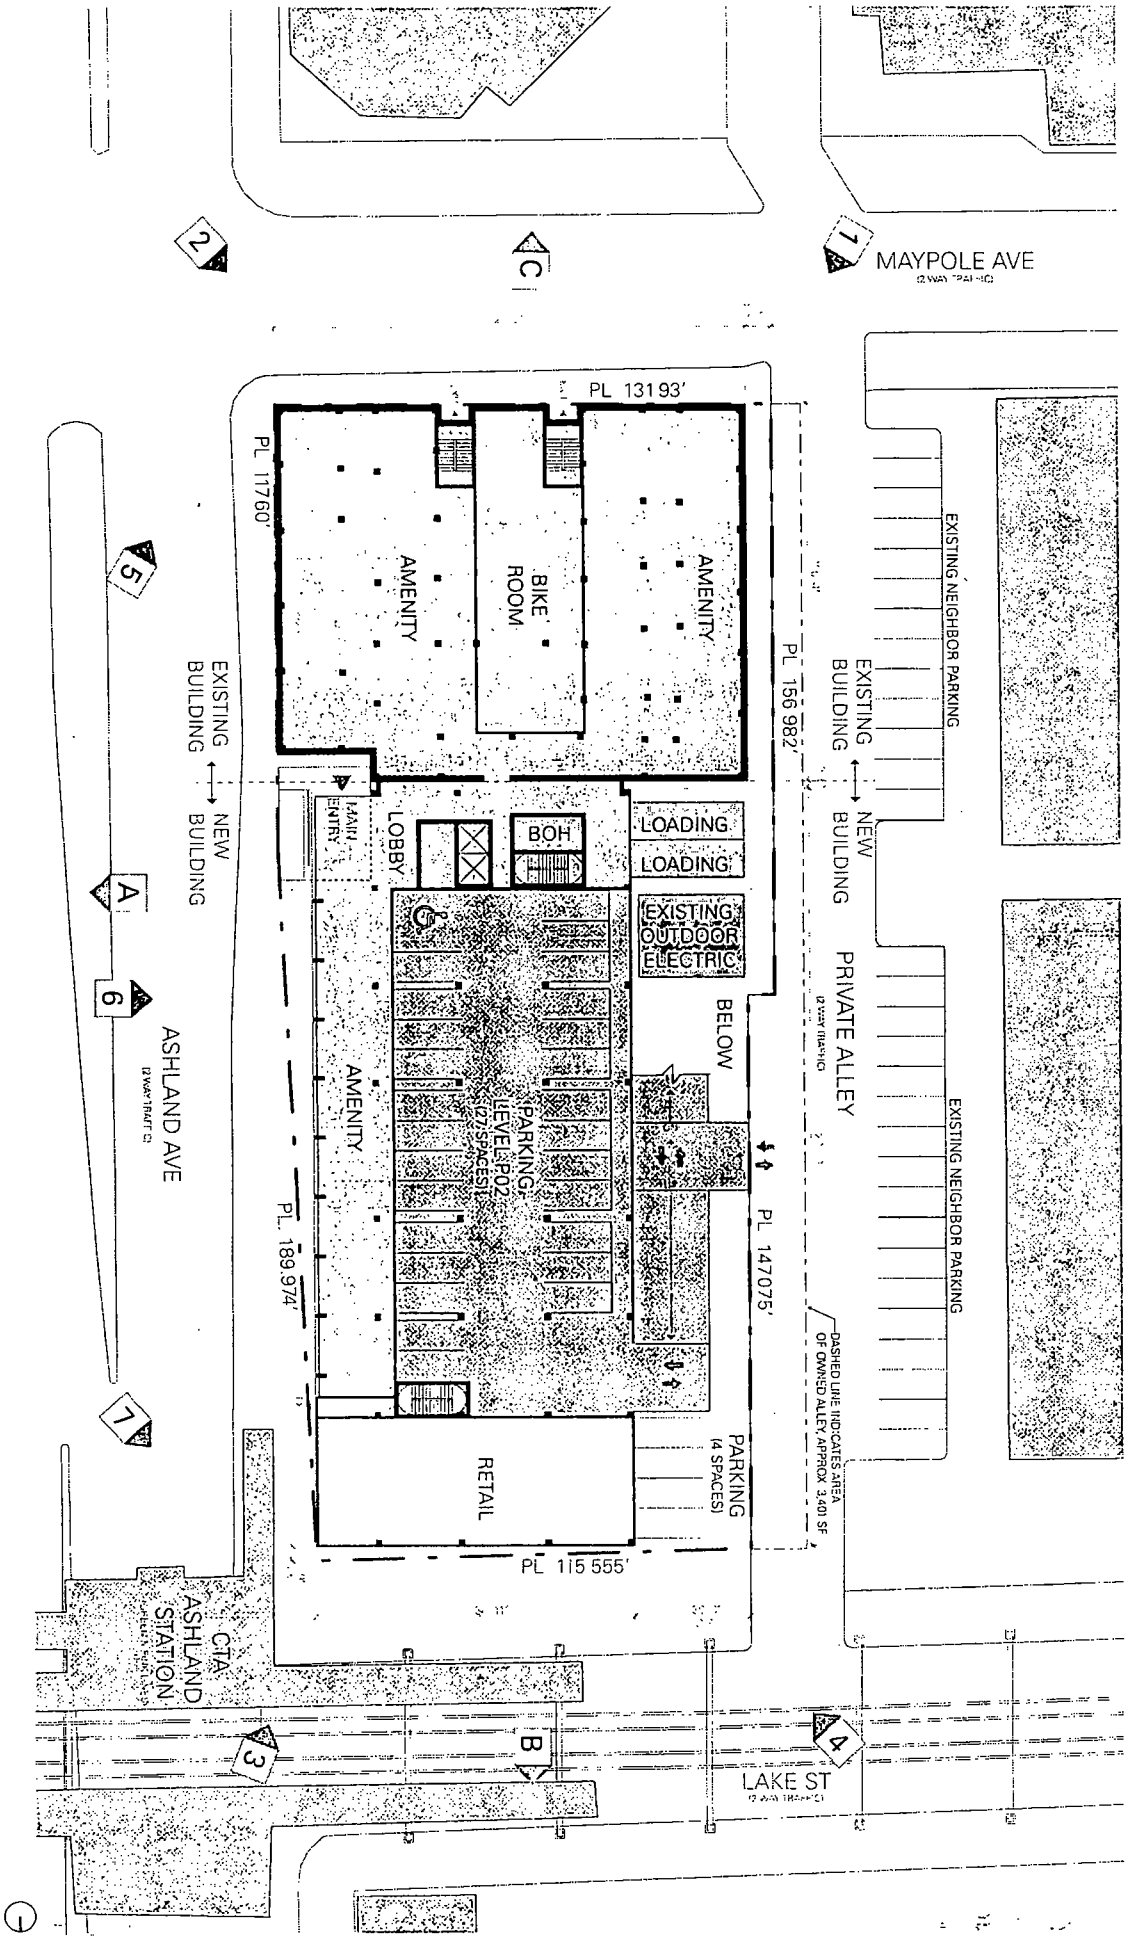 2
C
1
MAYPOLE AVE
(2 WAY TRAFFIC)
PL 131 93'
PL 117 60'
AMENITY
BIKE
ROOM
AMENITY
EXISTING NEIGHBOR PARKING
5
PL 156 982'
EXISTING
BUILDING
NEW
BUILDING
EXISTING
BUILDING
NEW
BUILDING
MAIN
ENTRY
LOBBY
BOH
LOADING
LOADING
EXISTING
OUTDOOR
ELECTRIC
A
6
ASHLAND AVE
(2 WAY TRAFFIC)
BELOW
PRIVATE ALLEY
(2 WAY TRAFFIC)
AMENITY
PARKING
LEVEL P02
(27 SPACES)
EXISTING NEIGHBOR PARKING
PL 189.974'
PL 147 075'
DASHED LINE INDICATES AREA
OF OWNED ALLEY, APPROX 3,401 SF
7
RETAIL
PARKING
(4 SPACES)
PL 115 555'
CTA
ASHLAND
STATION
3
B
4
LAKE ST
(2 WAY TRAFFIC)